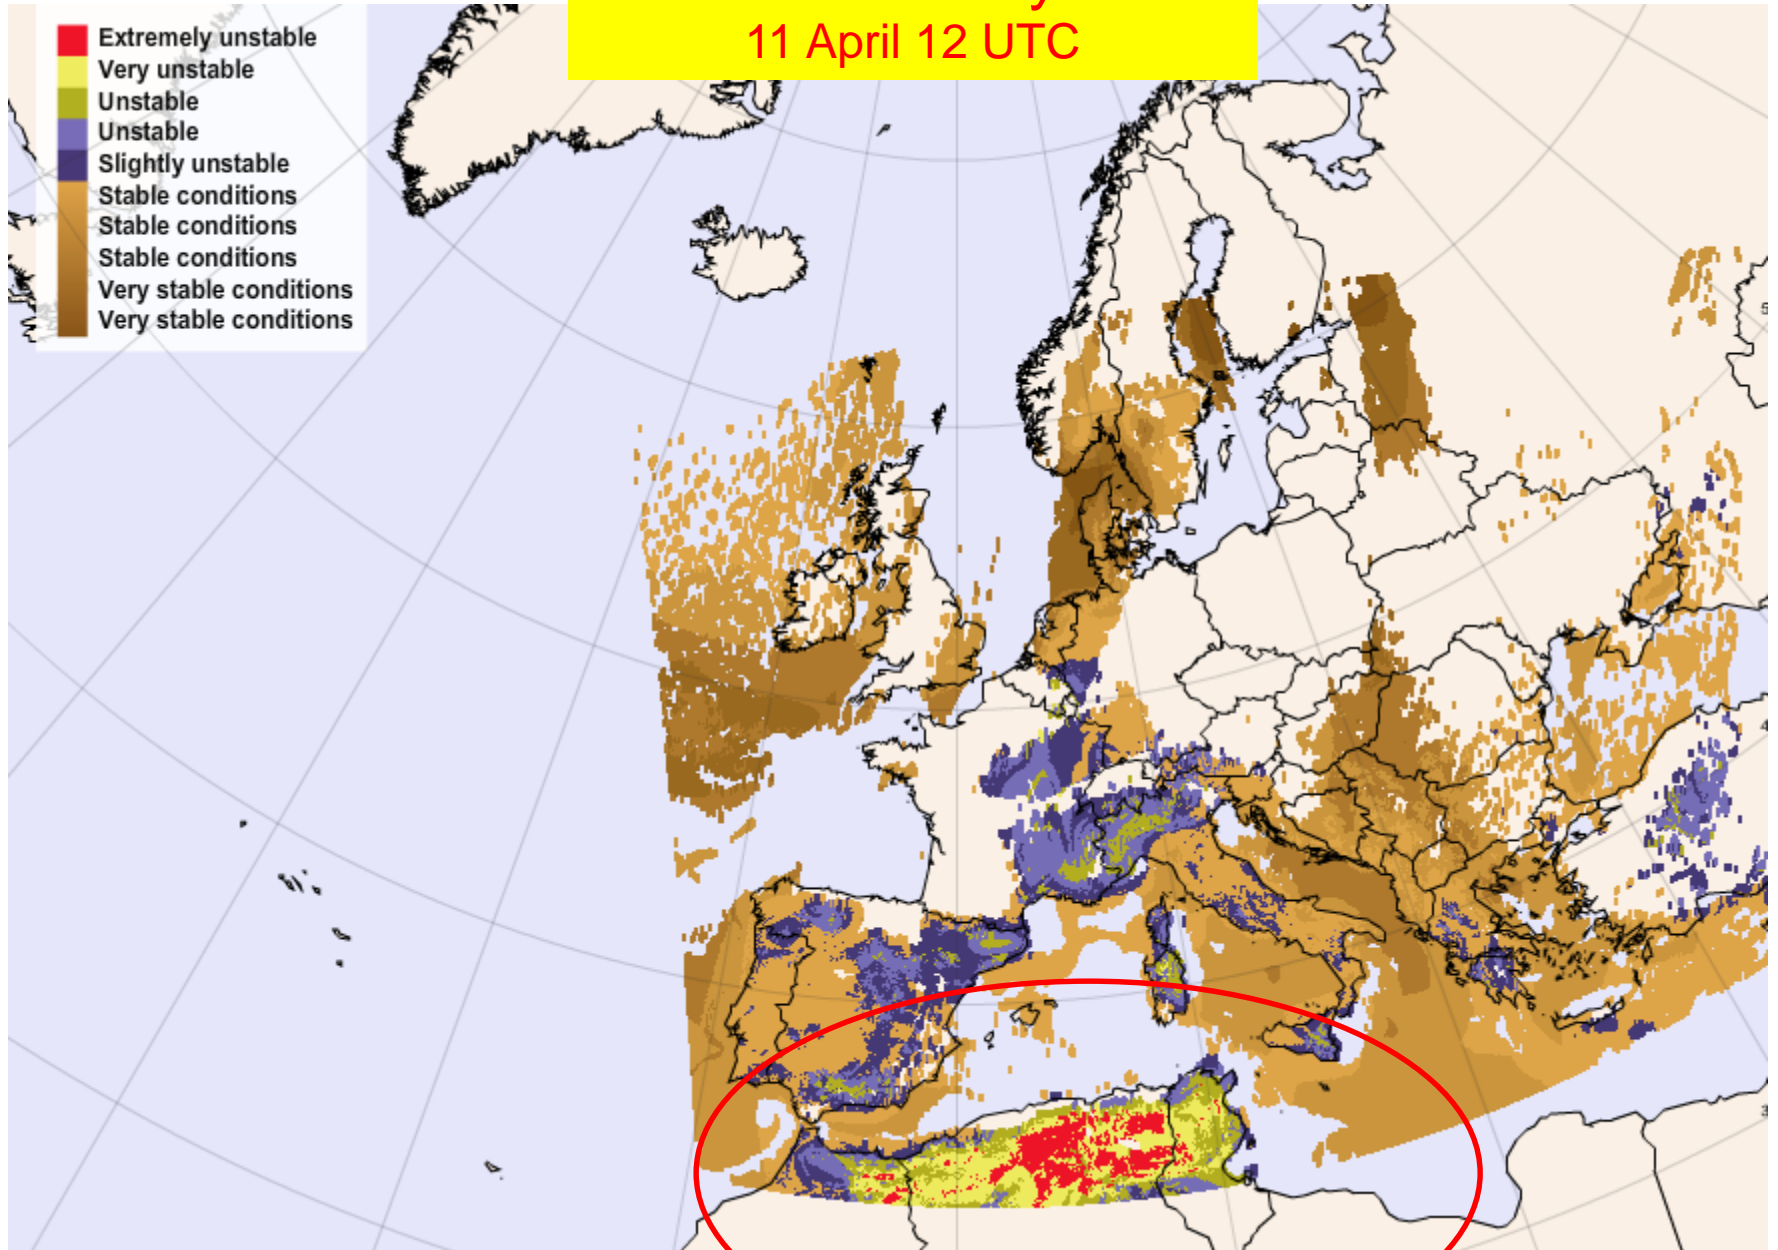 11 April 12 UTC
Extremely unstable
Very unstable
Unstable
Unstable
Slightly unstable
Stable conditions
Stable conditions
Stable conditions
Very stable conditions
Very stable conditions